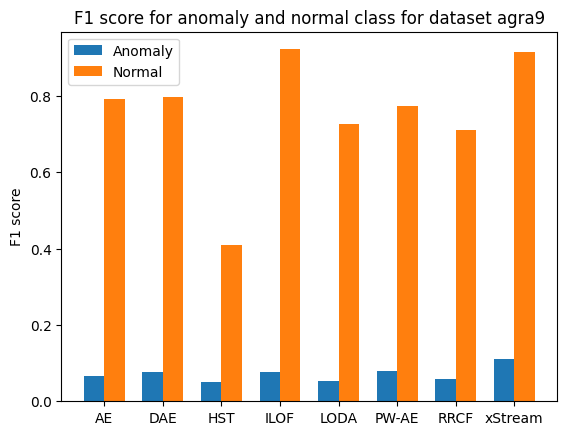 F1 score for anomaly and normal class for dataset agra9
Anomaly
Normal
F1 score
0.8
0.6
0.4
0.2
0.0
AE DAE HST ILOF LODA PW-AE RRCF xStream